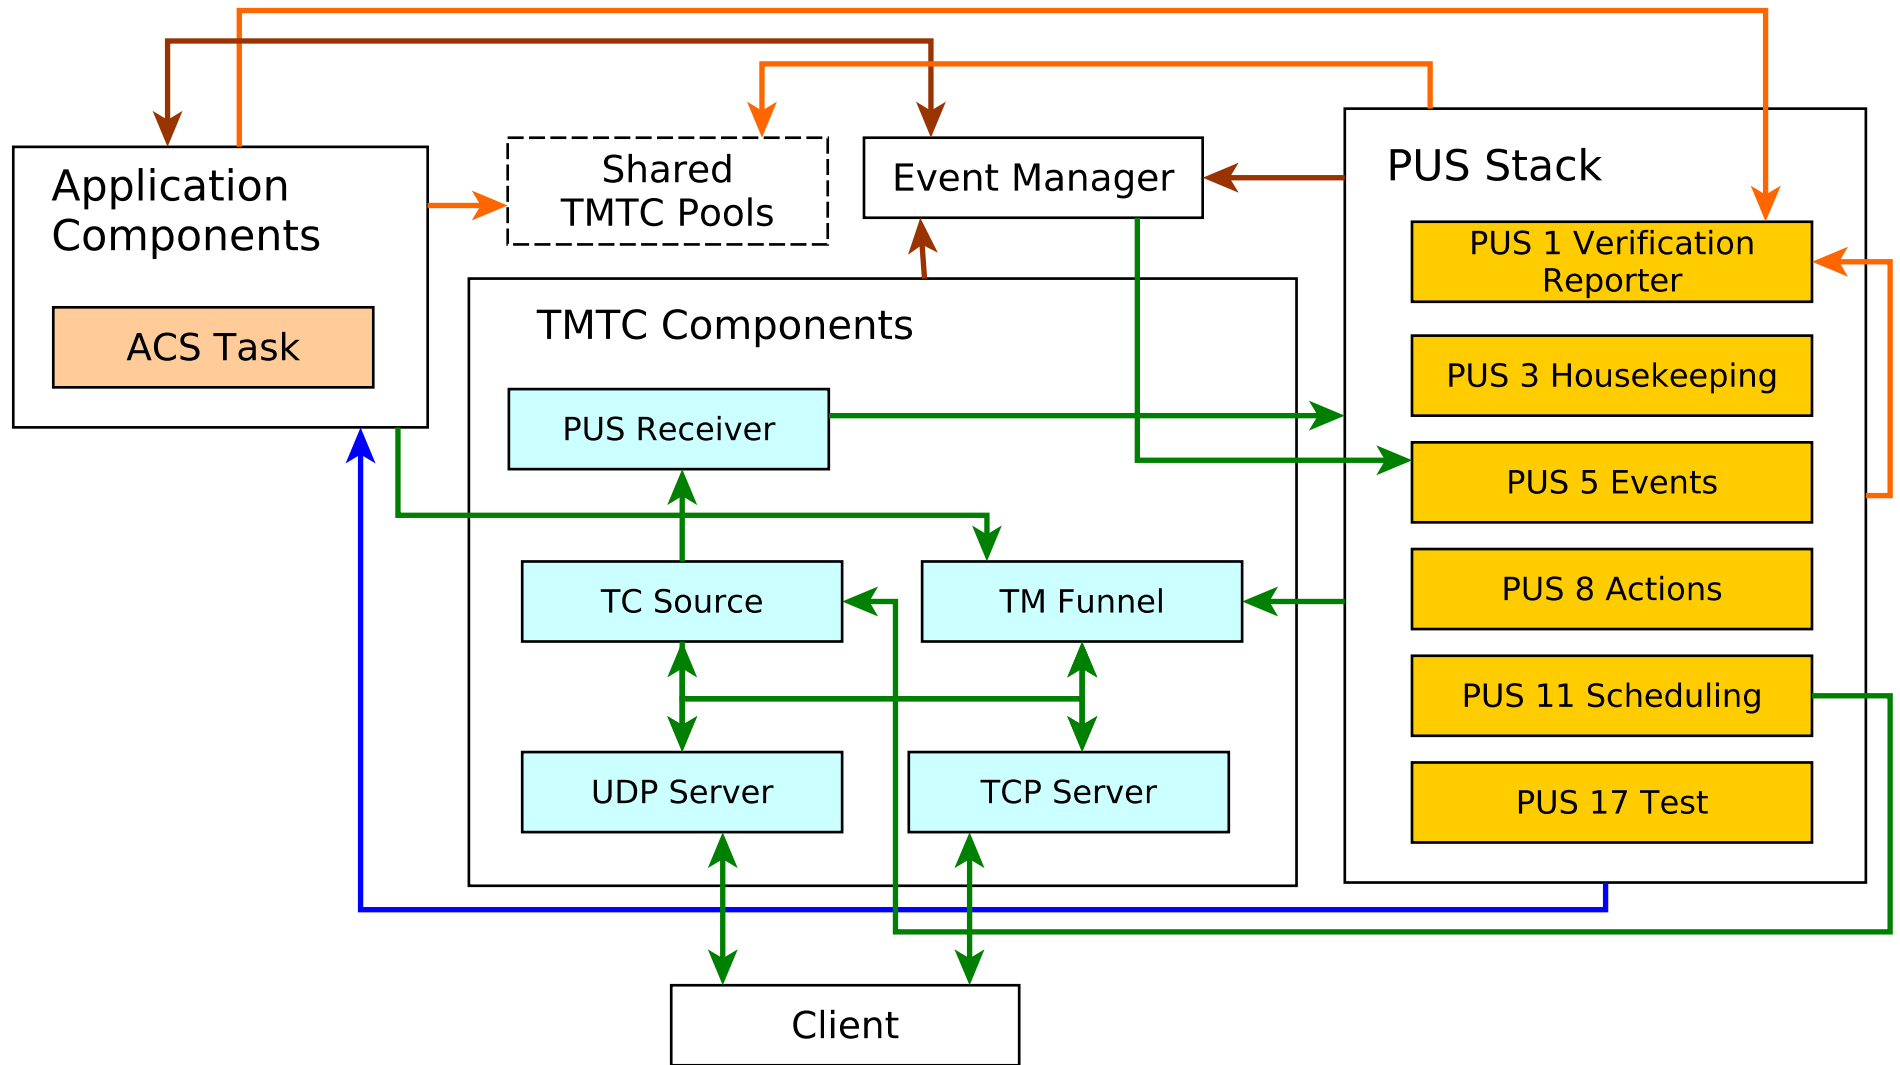 Application
Components
ACS Task
Shared
TMTC Pools
Event Manager
TMTC Components
PUS Receiver
TC Source
TM Funnel
UDP Server
TCP Server
PUS Stack
PUS 1 Verification
Reporter
PUS 3 Housekeeping
PUS 5 Events
PUS 8 Actions
PUS 11 Scheduling
PUS 17 Test
Client